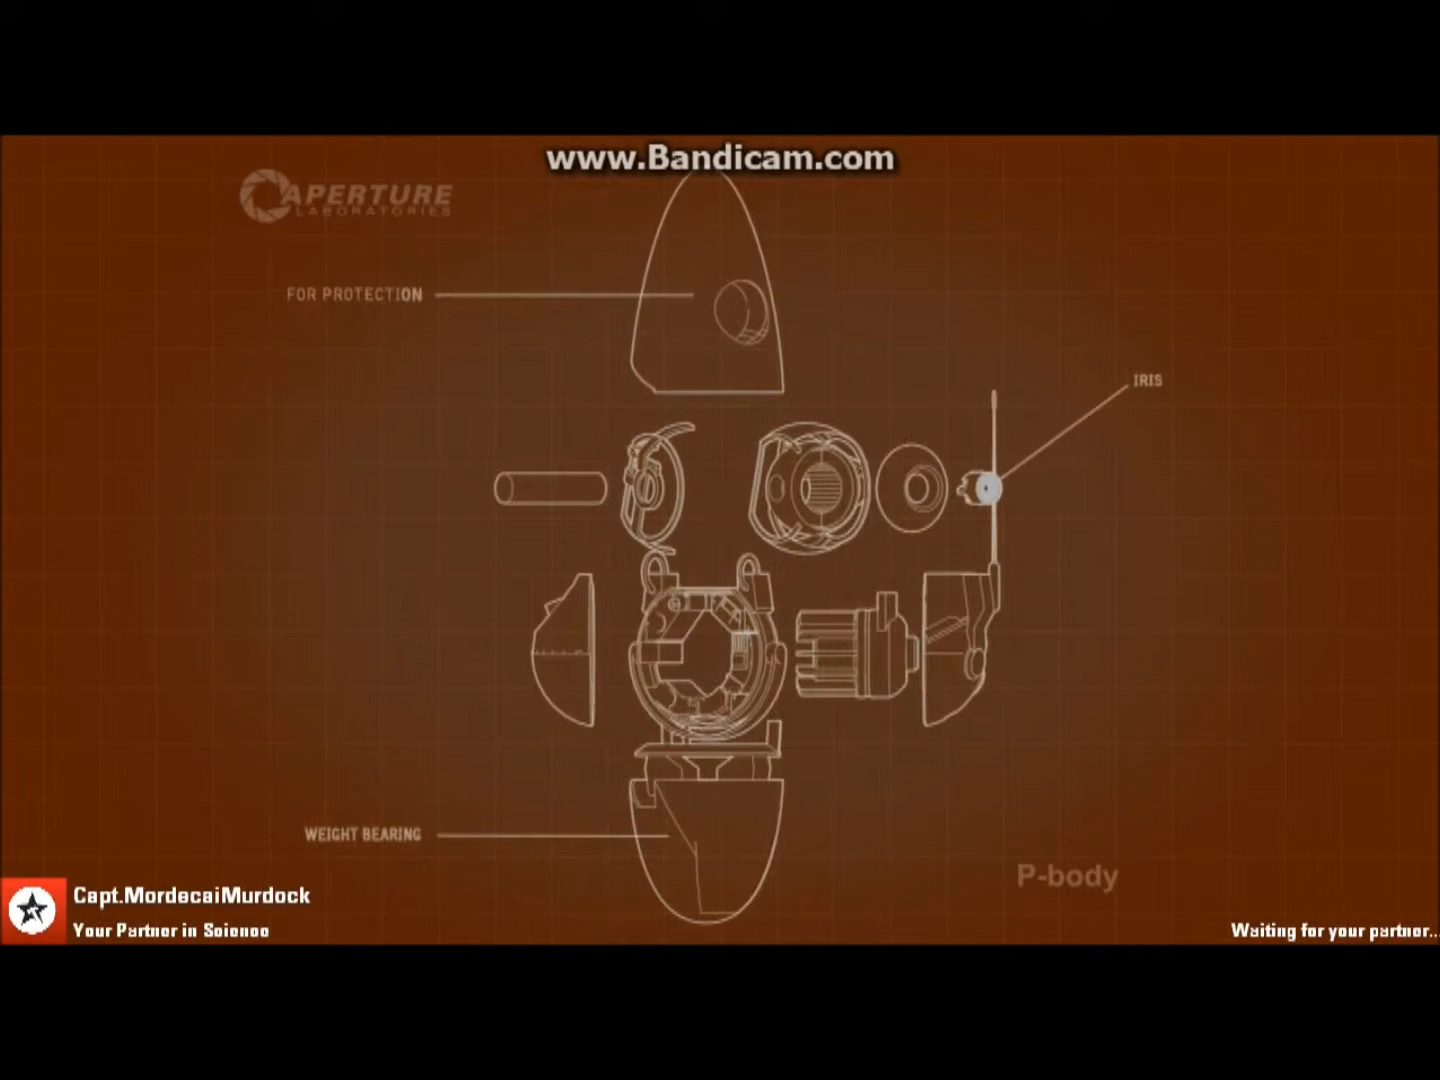 www.Bandicam.com
APERTURE
LABORATORIES
FOR PROTECTION
IRIS
WEIGHT BEARING
P-body
Capt.MordecaiMurdock
Your Partner in Science
Waiting for your partner...